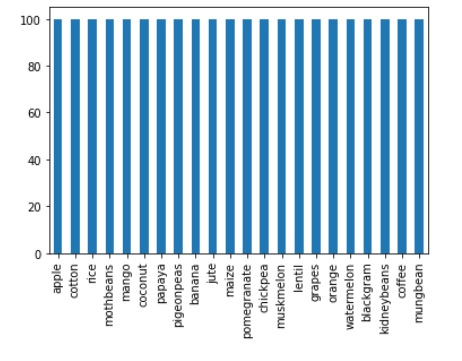 100
80
60
40
20
0
apple
cotton
rice
mothbeans
mango
coconut
papaya
pigeonpeas
banana
jute
maize
pomegranate
chickpea
muskmelon
lentil
grapes
orange
watermelon
blackgram
kidneybeans
coffee
mungbean